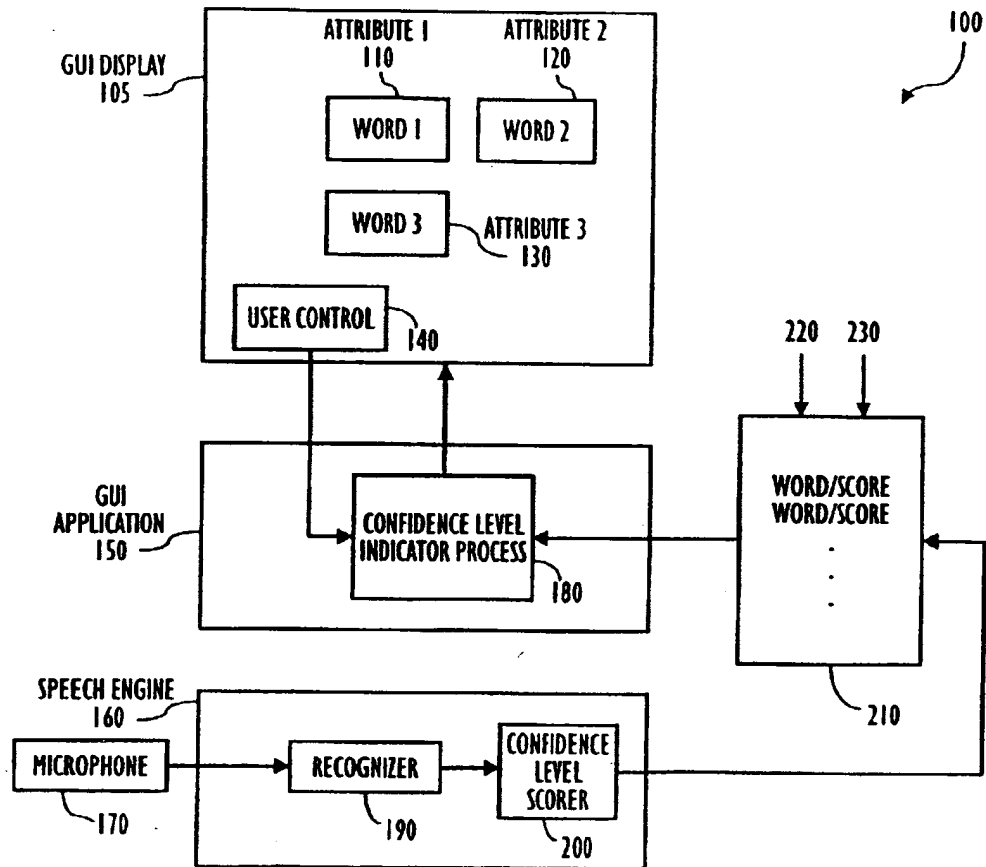 100
ATTRIBUTE 1
110
ATTRIBUTE 2
120
GUI DISPLAY
105
WORD 1
WORD 2
WORD 3
ATTRIBUTE 3
130
USER CONTROL
140
220
230
GUI
APPLICATION
150
CONFIDENCE LEVEL
INDICATOR PROCESS
180
WORD/SCORE
WORD/SCORE
.
.
.
210
SPEECH ENGINE
160
MICROPHONE
170
RECOGNIZER
190
CONFIDENCE
LEVEL
SCORER
200